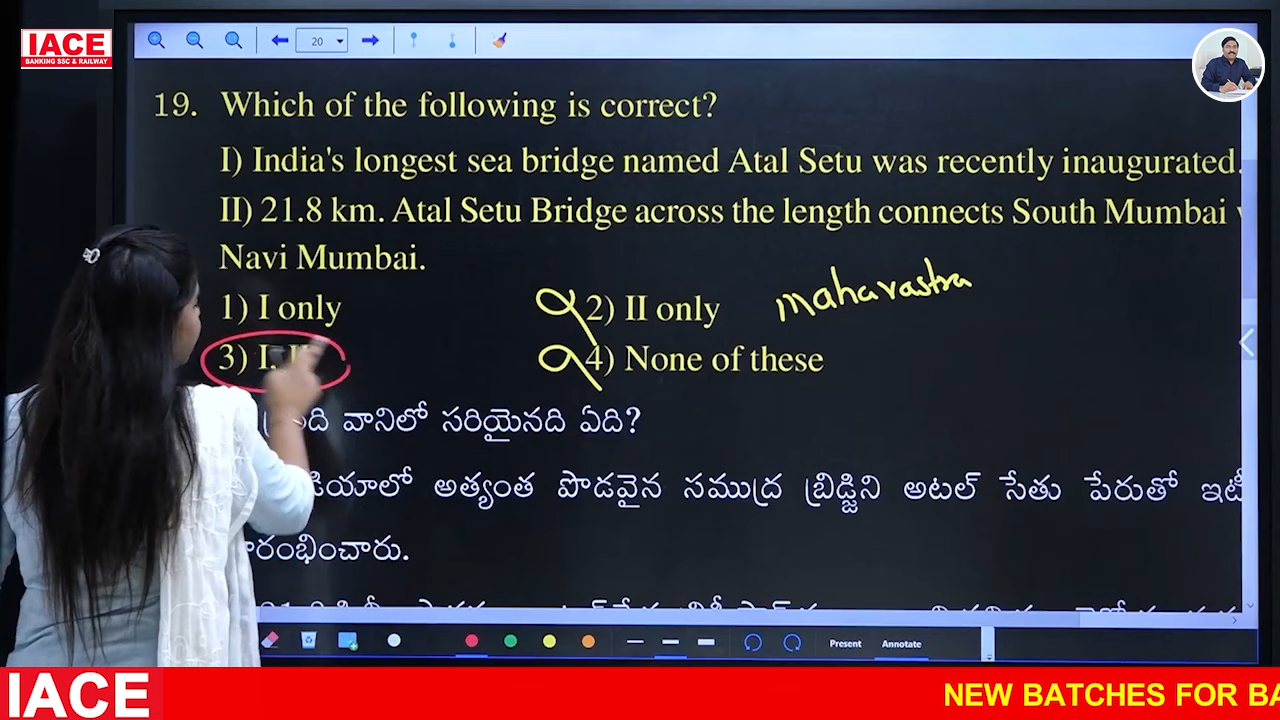 IACE
BANKING SSC & RAILWAY
20
19. Which of the following is correct?
I) India's longest sea bridge named Atal Setu was recently inaugurated.
II) 21.8 km. Atal Setu Bridge across the length connects South Mumbai
Navi Mumbai.
1) I only
2) II only
maharastra
3) I,
4) None of these
వానిలో సరియైనది ఏది?
అత్యంత పొడవైన సముద్ర బ్రిడ్జిని అటల్ సేతు పేరుతో
Present
Annotate
IACE
NEW BATCHES FOR